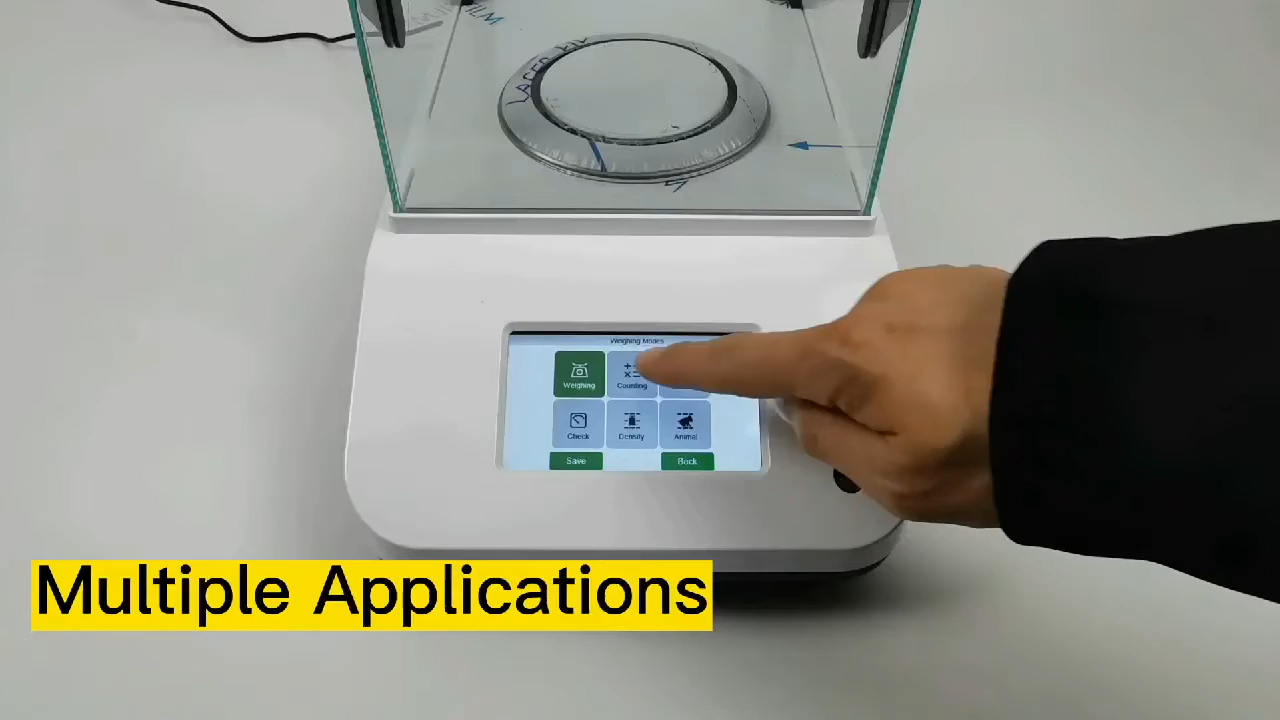 Weighing Modes
Weighing
Counting
Check
Density
Animal
Save
Back
Multiple Applications